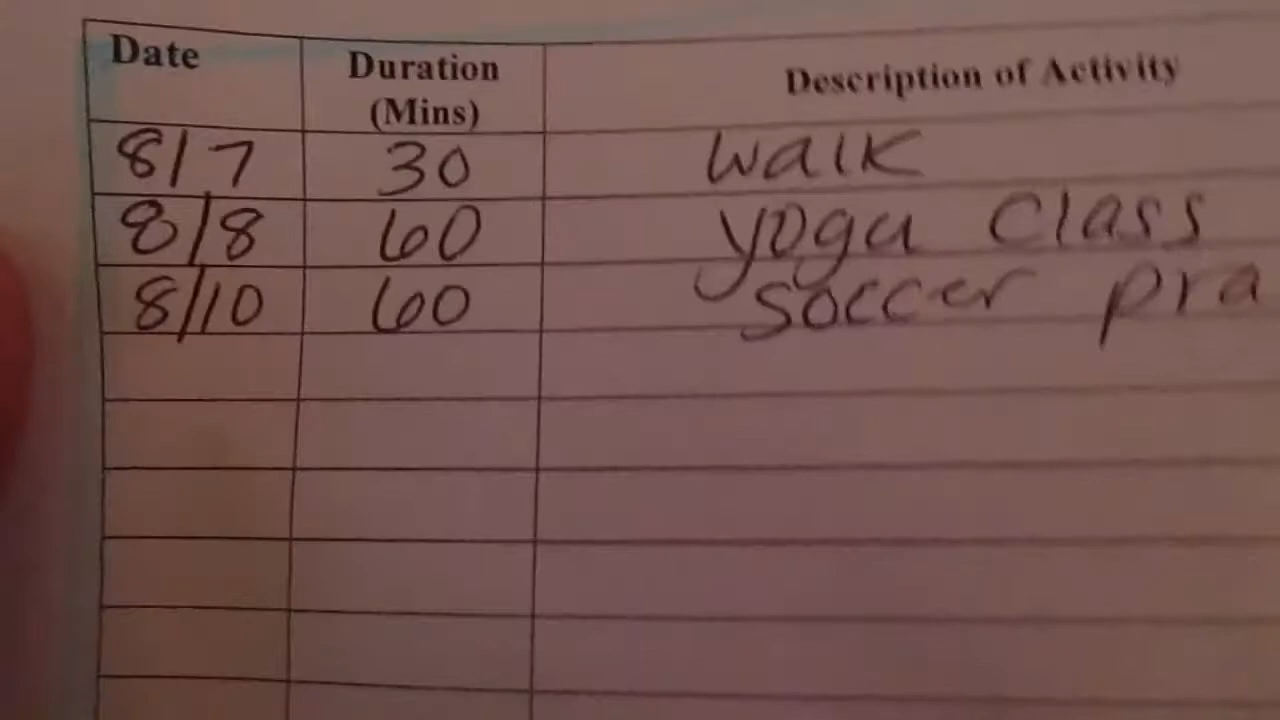 Date Duration (Mins) Description of Activity
8/7 30 walk
8/8 60 yoga class
8/10 60 soccer pra